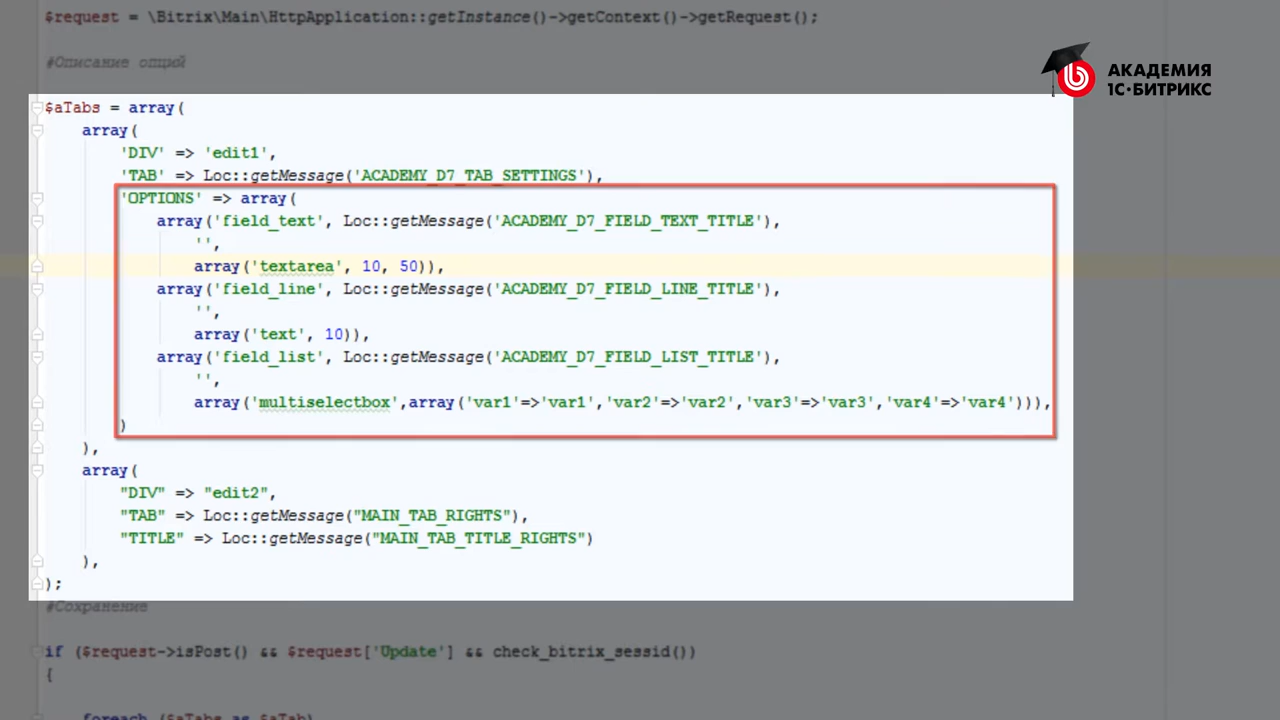 $request = \Bitrix\Main\HttpApplication::getInstance()->getContext()->getRequest();
#Описание опций
АКАДЕМИЯ
1С·БИТРИКС
$aTabs = array(
array(
'DIV' => 'edit1',
'TAB' => Loc::getMessage('ACADEMY_D7_TAB_SETTINGS'),
'OPTIONS' => array(
array('field_text', Loc::getMessage('ACADEMY_D7_FIELD_TEXT_TITLE'),
'',
array('textarea', 10, 50)),
array('field_line', Loc::getMessage('ACADEMY_D7_FIELD_LINE_TITLE'),
'',
array('text', 10)),
array('field_list', Loc::getMessage('ACADEMY_D7_FIELD_LIST_TITLE'),
'',
array('multiselectbox',array('var1'=>'var1','var2'=>'var2','var3'=>'var3','var4'=>'var4'))),
)
),
array(
"DIV" => "edit2",
"TAB" => Loc::getMessage("MAIN_TAB_RIGHTS"),
"TITLE" => Loc::getMessage("MAIN_TAB_TITLE_RIGHTS")
),
);
#Сохранение
if ($request->isPost() && $request['Update'] && check_bitrix_sessid())
{
foreach ($aTabs as $aTab)